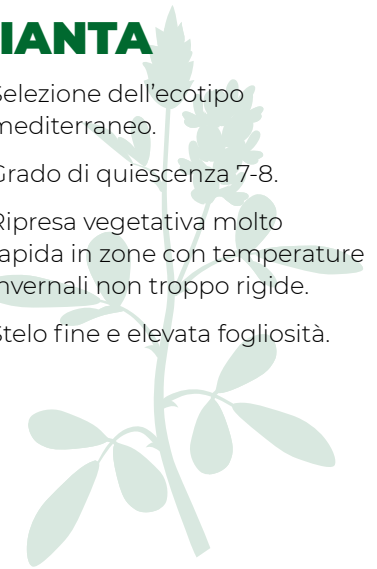 IANTA
Selezione dell'ecotipo
mediterraneo.
Grado di quiescenza 7-8.
Ripresa vegetativa molto
rapida in zone con temperature
invernali non troppo rigide.
Stelo fine e elevata fogliosità.